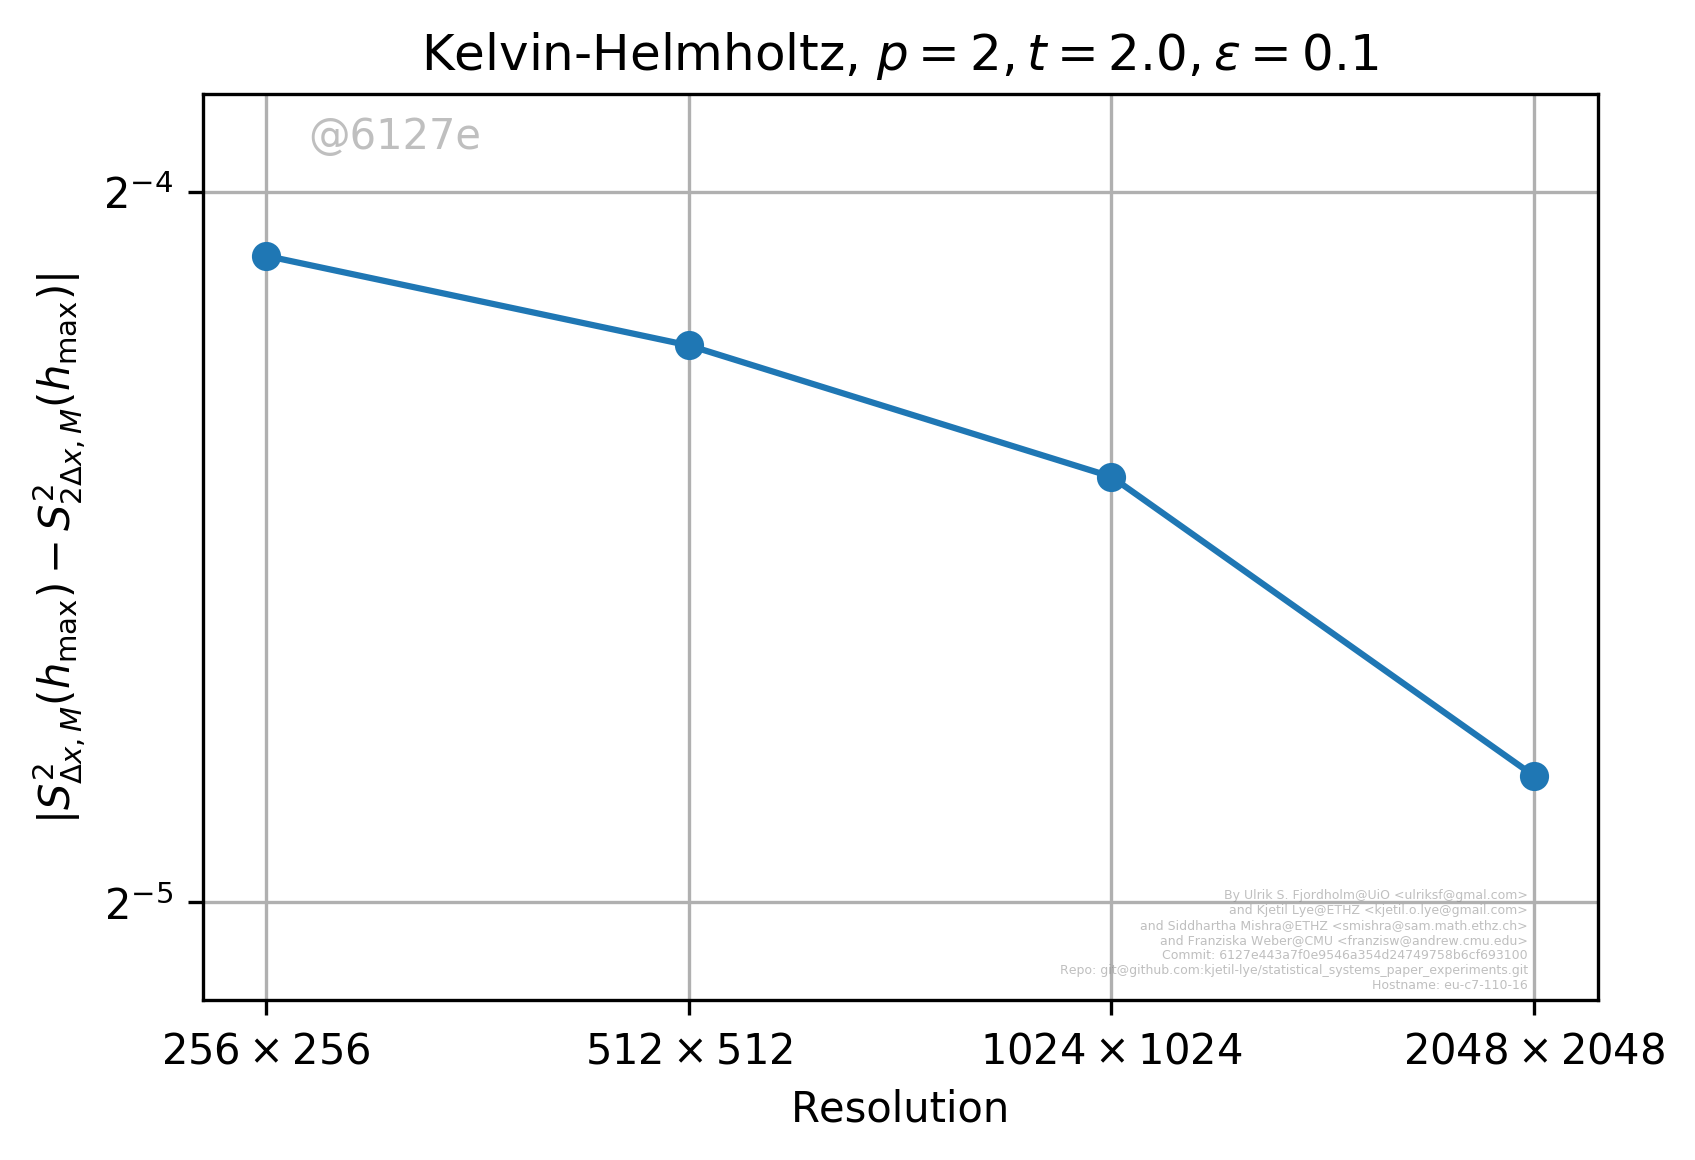 Kelvin-Helmholtz, p = 2, t = 2.0, ε = 0.1
@6127e
2⁻⁴
2⁻⁵
|S²_{Δx, M}(h_max) − S²_{2Δx, M}(h_max)|
By Ulrik S. Fjordholm@UiO <ulriksf@gmal.com>
and Kjetil Lye@ETHZ <kjetil.o.lye@gmail.com>
and Siddhartha Mishra@ETHZ <smishra@sam.math.ethz.ch>
and Franziska Weber@CMU <franzisw@andrew.cmu.edu>
Commit: 6127e443a7f0e9546a354d24749758b6cf693100
Repo: git@github.com:kjetil-lye/statistical_systems_paper_experiments.git
Hostname: eu-c7-110-16
256 × 256 512 × 512 1024 × 1024 2048 × 2048
Resolution